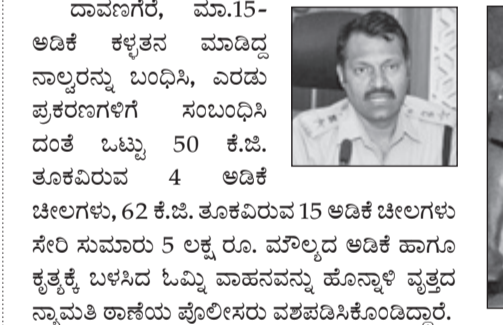 ದಾವಣಗೆರೆ, ಮಾ.15-
ಅಡಿಕೆ ಕಳ್ಳತನ ಮಾಡಿದ್ದ
ನಾಲ್ವರನ್ನು ಬಂಧಿಸಿ, ಎರಡು
ಪ್ರಕರಣಗಳಿಗೆ ಸಂಬಂಧಿಸಿ
ದಂತೆ ಒಟ್ಟು 50 ಕೆ.ಜಿ.
ತೂಕವಿರುವ 4 ಅಡಿಕೆ
ಚೀಲಗಳು, 62 ಕೆ.ಜಿ. ತೂಕವಿರುವ 15 ಅಡಿಕೆ ಚೀಲಗಳು
ಸೇರಿ ಸುಮಾರು 5 ಲಕ್ಷ ರೂ. ಮೌಲ್ಯದ ಅಡಿಕೆ ಹಾಗೂ
ಕೃತ್ಯಕ್ಕೆ ಬಳಸಿದ ಓಮ್ನಿ ವಾಹನವನ್ನು ಹೊನ್ನಾಳಿ ವೃತ್ತದ
ನ್ಯಾಮತಿ ಠಾಣೆಯ ಪೊಲೀಸರು ವಶಪಡಿಸಿಕೊಂಡಿದ್ದಾರೆ.